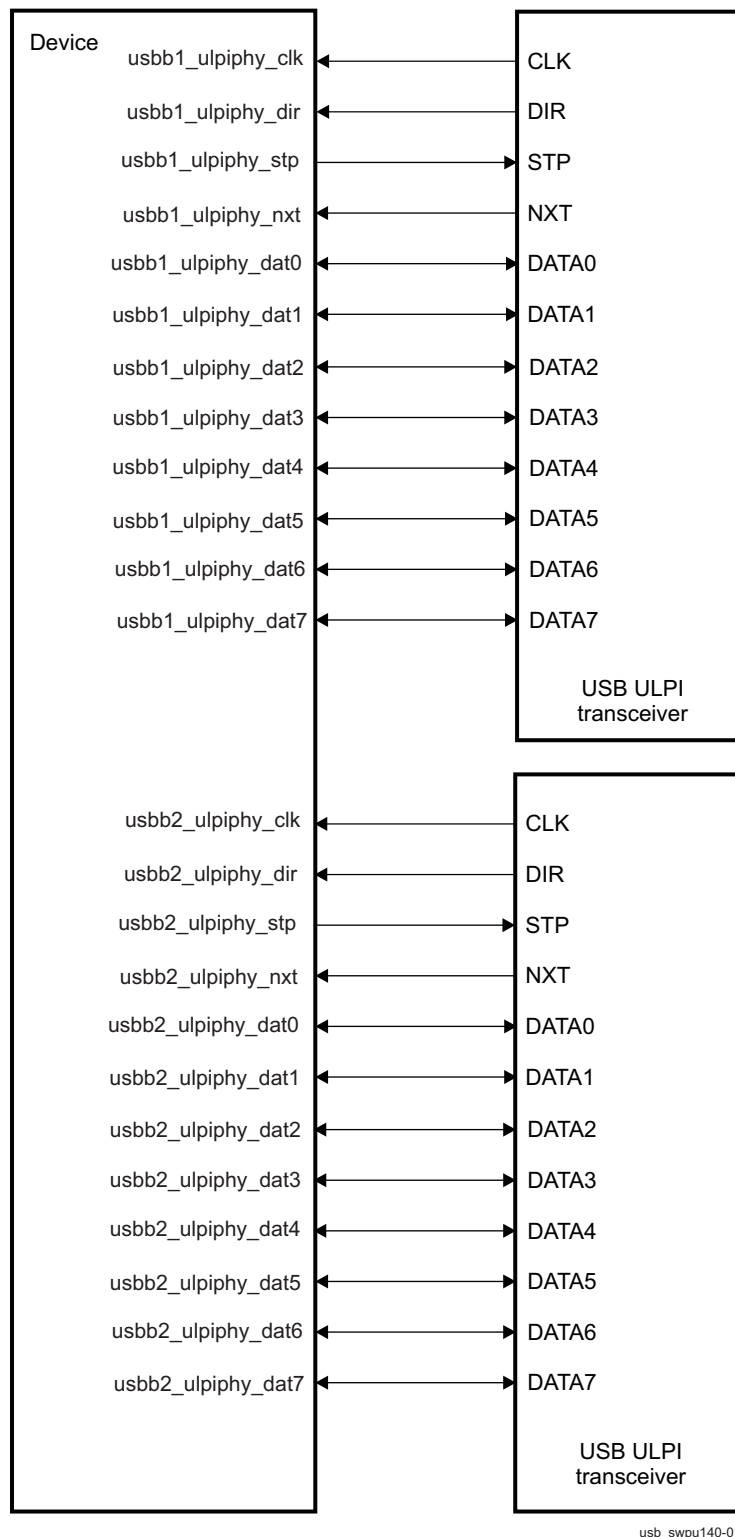 Device
usbb1_ulpiphy_clk CLK
usbb1_ulpiphy_dir DIR
usbb1_ulpiphy_stp STP
usbb1_ulpiphy_nxt NXT
usbb1_ulpiphy_dat0 DATA0
usbb1_ulpiphy_dat1 DATA1
usbb1_ulpiphy_dat2 DATA2
usbb1_ulpiphy_dat3 DATA3
usbb1_ulpiphy_dat4 DATA4
usbb1_ulpiphy_dat5 DATA5
usbb1_ulpiphy_dat6 DATA6
usbb1_ulpiphy_dat7 DATA7
USB ULPI
transceiver
usbb2_ulpiphy_clk CLK
usbb2_ulpiphy_dir DIR
usbb2_ulpiphy_stp STP
usbb2_ulpiphy_nxt NXT
usbb2_ulpiphy_dat0 DATA0
usbb2_ulpiphy_dat1 DATA1
usbb2_ulpiphy_dat2 DATA2
usbb2_ulpiphy_dat3 DATA3
usbb2_ulpiphy_dat4 DATA4
usbb2_ulpiphy_dat5 DATA5
usbb2_ulpiphy_dat6 DATA6
usbb2_ulpiphy_dat7 DATA7
USB ULPI
transceiver